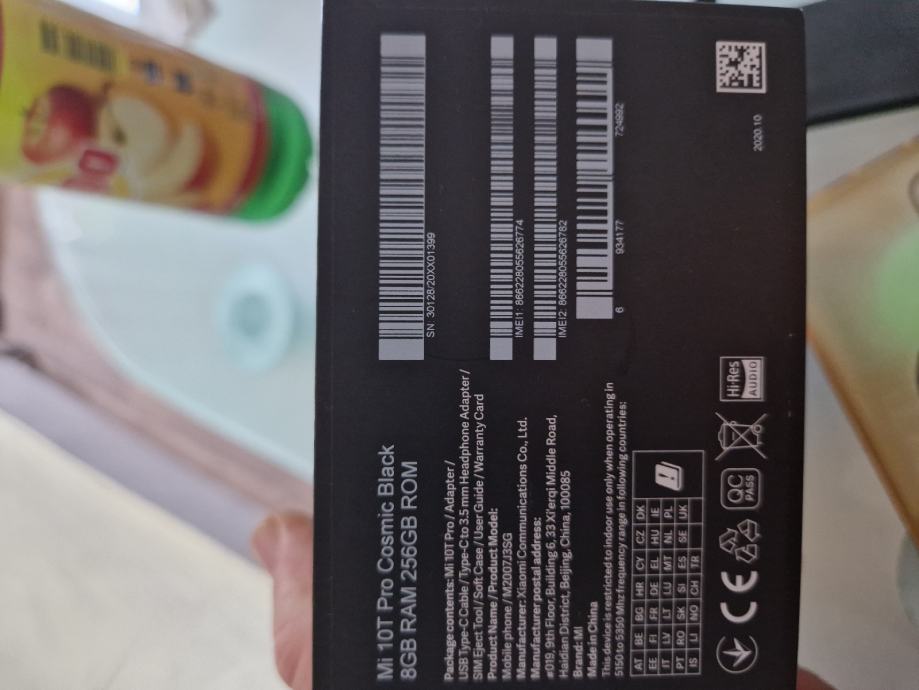 Mi 10T Pro Cosmic Black
8GB RAM 256GB ROM
Package contents: Mi 10T Pro / Adapter /
USB Type-C Cable / Type-C to 3.5 mm Headphone Adapter /
SIM Eject Tool / Soft Case / User Guide / Warranty Card
Product Name / Product Model:
Mobile phone / M2007J3SG
Manufacturer: Xiaomi Communications Co., Ltd.
Manufacturer postal address:
#019, 9th Floor, Building 6, 33 Xi'erqi Middle Road,
Haidian District, Beijing, China, 100085
Brand: MI
Made in China
This device is restricted to indoor use only when operating in
5150 to 5350 Mhz frequency range in following countries:
AT BE BG HR CY CZ DK
EE FI FR DE EL HU IE
IT LV LT LU MT NL PL
PT RO SK SI ES SE UK
IS LI NO CH TR
CE
QC
PASS
Hi-Res
AUDIO
SN: 30128/20XX01399
IMEI1: 866228055626774
IMEI2: 866228055626782
6 934177 724992
2020.10